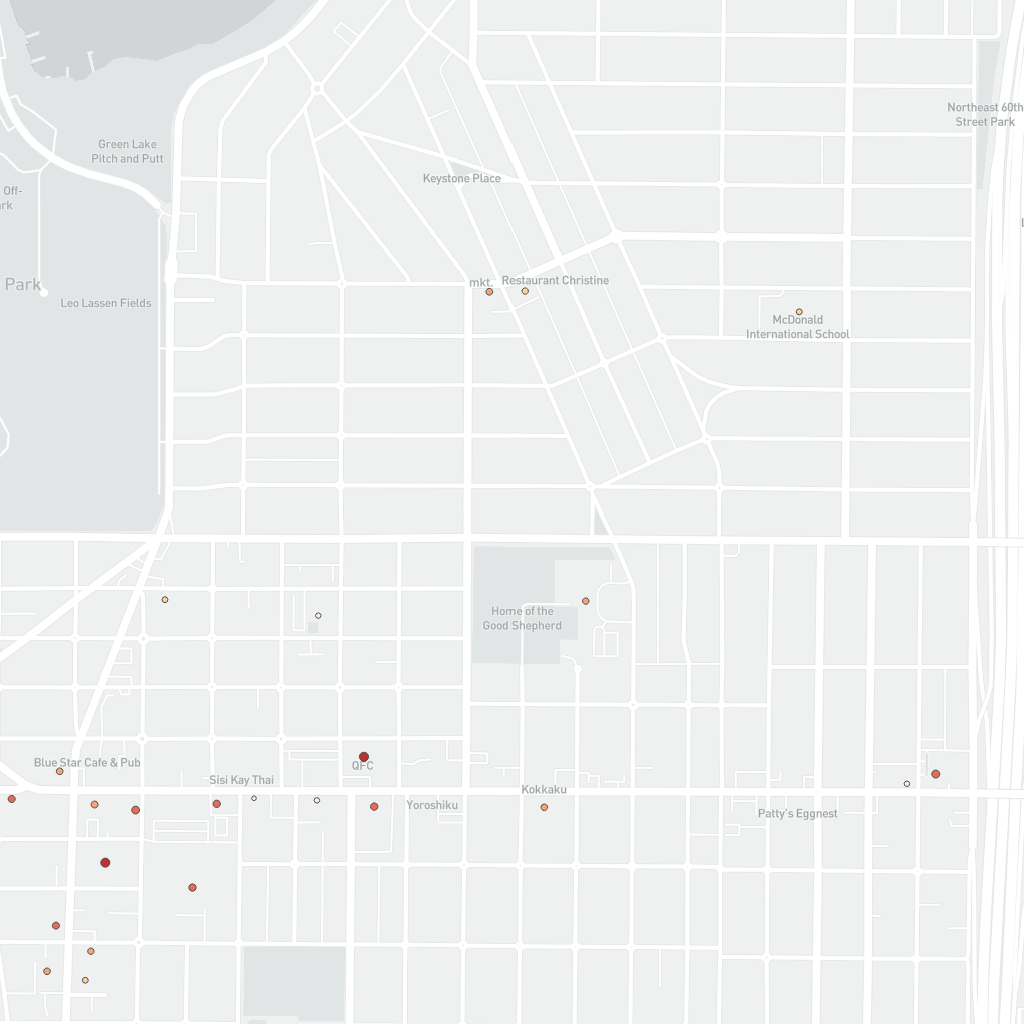 Northeast 60th
Street Park
Green Lake
Pitch and Putt
Keystone Place
Off-
Park
Leo Lassen Fields
mkt.
Restaurant Christine
McDonald
International School
Home of the
Good Shepherd
Blue Star Cafe & Pub
QFC
Sisi Kay Thai
Kokkaku
Yoroshiku
Patty's Eggnest